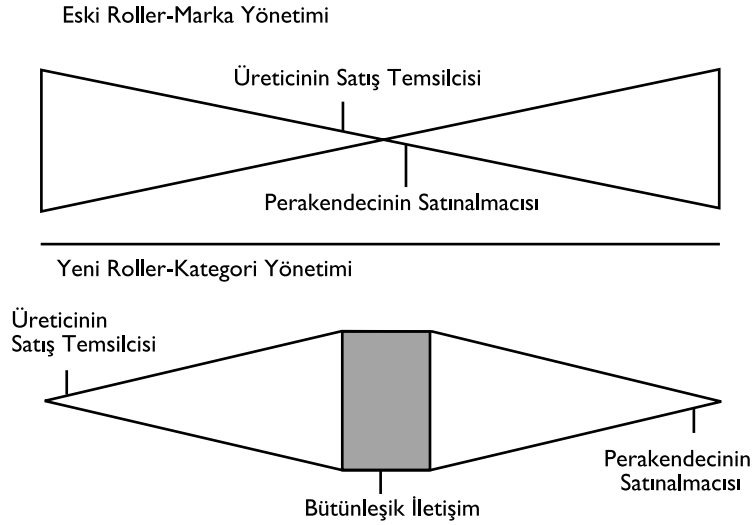 Eski Roller-Marka Yönetimi
Üreticinin Satış Temsilcisi
Perakendecinin Satınalmacısı
Yeni Roller-Kategori Yönetimi
Üreticinin
Satış Temsilcisi
Perakendecinin
Satınalmacısı
Bütünleşik İletişim